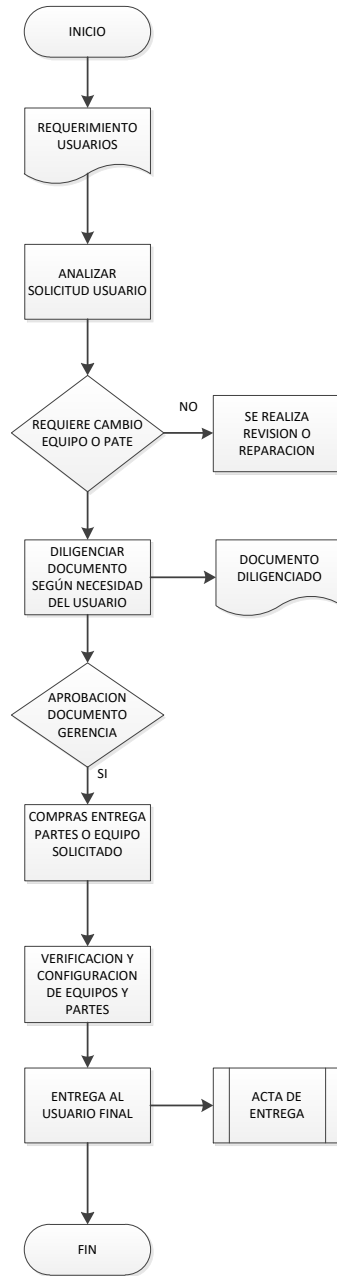 INICIO
REQUERIMIENTO
USUARIOS
ANALIZAR
SOLICITUD USUARIO
REQUIERE CAMBIO
EQUIPO O PATE
NO
SE REALIZA
REVISION O
REPARACION
DILIGENCIAR
DOCUMENTO
SEGÚN NECESIDAD
DEL USUARIO
DOCUMENTO
DILIGENCIADO
APROBACION
DOCUMENTO
GERENCIA
SI
COMPRAS ENTREGA
PARTES O EQUIPO
SOLICITADO
VERIFICACION Y
CONFIGURACION
DE EQUIPOS Y
PARTES
ENTREGA AL
USUARIO FINAL
ACTA DE
ENTREGA
FIN